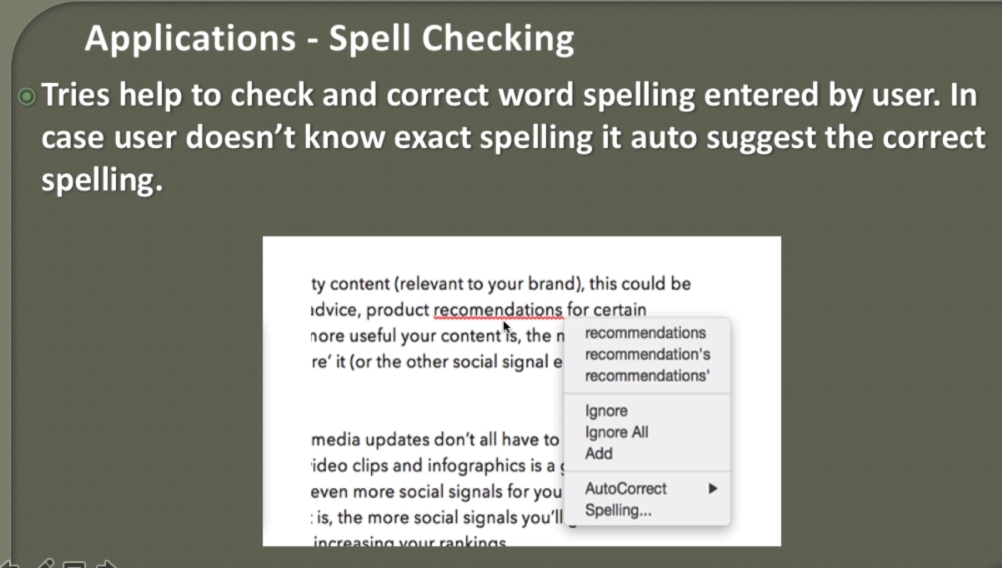 Applications - Spell Checking
Tries help to check and correct word spelling entered by user. In
case user doesn't know exact spelling it auto suggest the correct
spelling.
ty content (relevant to your brand), this could be
advice, product recomendations for certain
more useful your content is, the
re' it (or the other social signal
recommendations
recommendation's
recommendations'
Ignore
Ignore All
Add
AutoCorrect
Spelling...
media updates don't all have to
video clips and infographics is a
even more social signals for you
is, the more social signals you'll
increasing your rankings